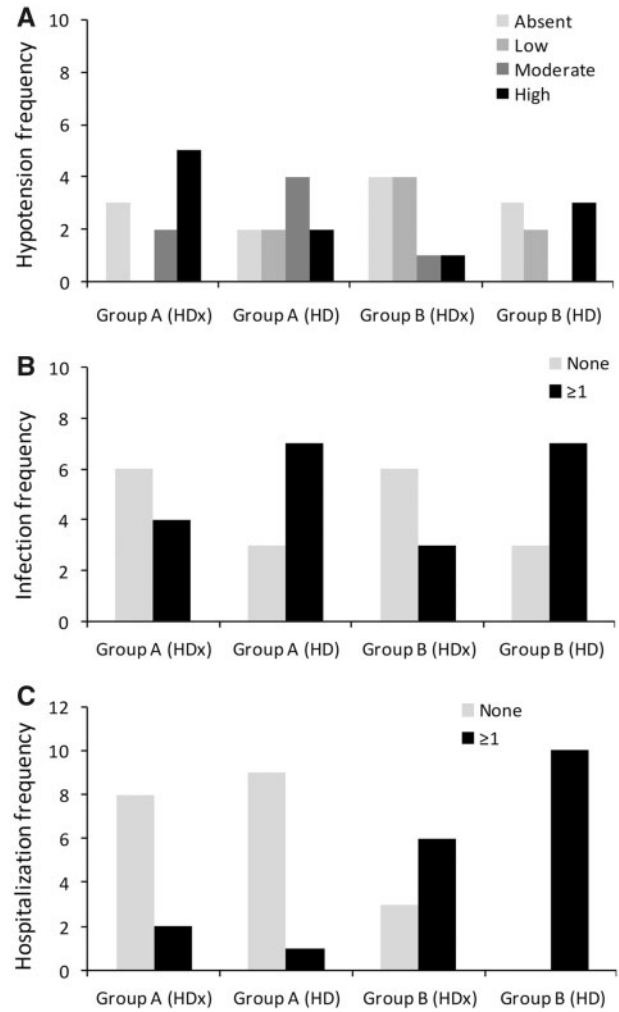 A
Hypotension frequency
10
8
6
4
2
0
Absent
Low
Moderate
High
Group A (HDx) Group A (HD) Group B (HDx) Group B (HD)
B
Infection frequency
10
8
6
4
2
0
None
≥1
Group A (HDx) Group A (HD) Group B (HDx) Group B (HD)
C
Hospitalization frequency
12
10
8
6
4
2
0
None
≥1
Group A (HDx) Group A (HD) Group B (HDx) Group B (HD)